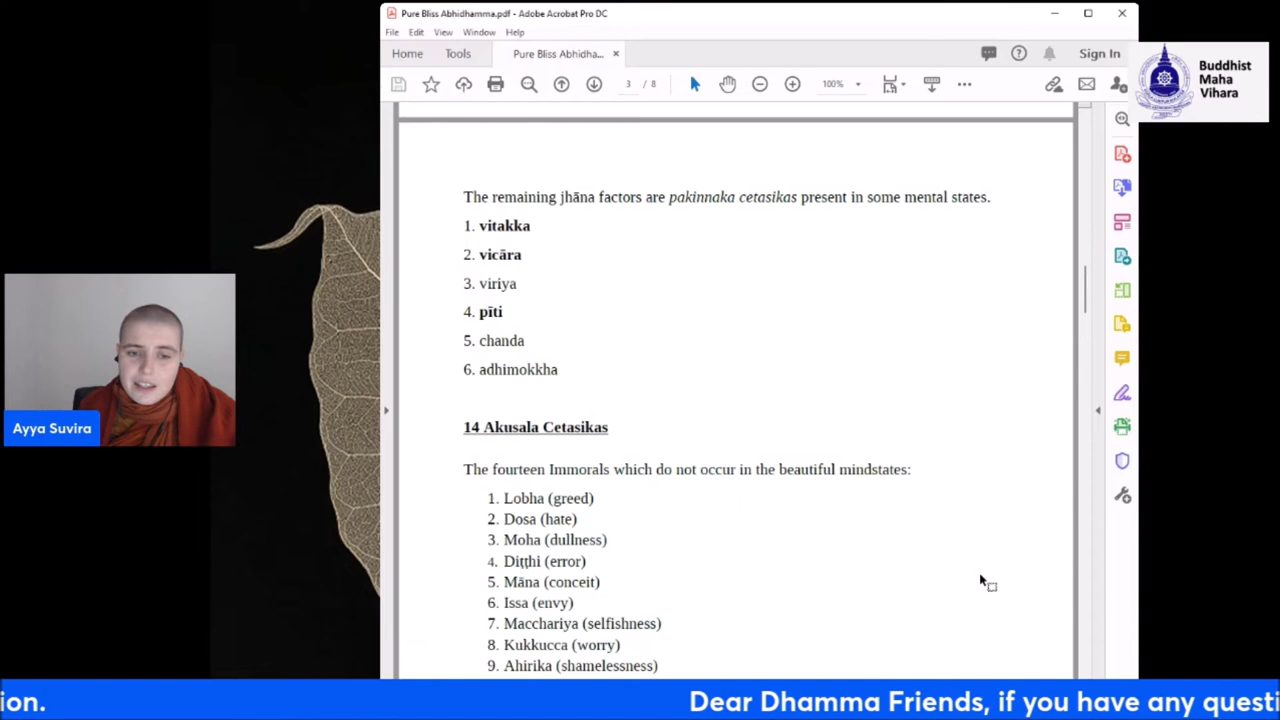 Pure Bliss Abhidhamma.pdf - Adobe Acrobat Pro DC
File Edit View Window Help
Home Tools Pure Bliss Abhidha... × Sign In
3 / 8 100%
Buddhist
Maha
Vihara
The remaining jhāna factors are pakinnaka cetasikas present in some mental states.
1. vitakka
2. vicāra
3. viriya
4. pīti
5. chanda
6. adhimokkha
14 Akusala Cetasikas
The fourteen Immorals which do not occur in the beautiful mindstates:
1. Lobha (greed)
2. Dosa (hate)
3. Moha (dullness)
4. Diṭṭhi (error)
5. Māna (conceit)
6. Issa (envy)
7. Macchariya (selfishness)
8. Kukkucca (worry)
9. Ahirika (shamelessness)
Ayya Suvira
ion. Dear Dhamma Friends, if you have any questi